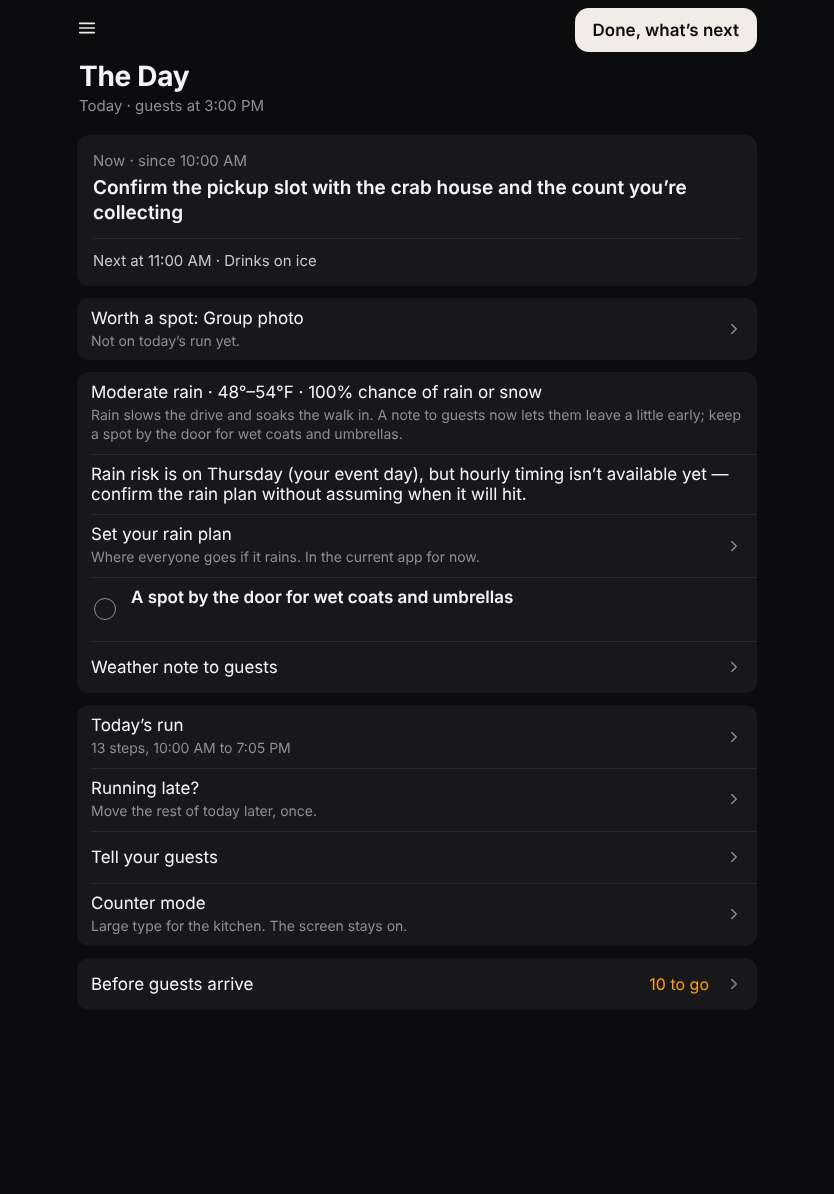 Done, what’s next
The Day
Today · guests at 3:00 PM
Now · since 10:00 AM
Confirm the pickup slot with the crab house and the count you’re
collecting
Next at 11:00 AM · Drinks on ice
Worth a spot: Group photo
Not on today’s run yet.
Moderate rain · 48°–54°F · 100% chance of rain or snow
Rain slows the drive and soaks the walk in. A note to guests now lets them leave a little early; keep
a spot by the door for wet coats and umbrellas.
Rain risk is on Thursday (your event day), but hourly timing isn’t available yet —
confirm the rain plan without assuming when it will hit.
Set your rain plan
Where everyone goes if it rains. In the current app for now.
A spot by the door for wet coats and umbrellas
Weather note to guests
Today’s run
13 steps, 10:00 AM to 7:05 PM
Running late?
Move the rest of today later, once.
Tell your guests
Counter mode
Large type for the kitchen. The screen stays on.
Before guests arrive
10 to go